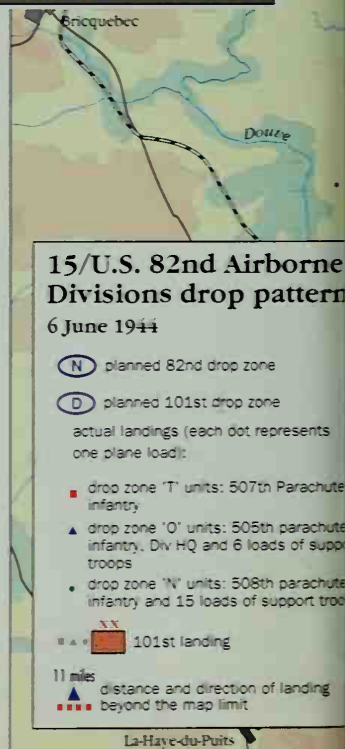 Bricquebec
Douve
15/U.S. 82nd Airborne
Divisions drop pattern
6 June 1944
N planned 82nd drop zone
D planned 101st drop zone
actual landings (each dot represents
one plane load):
drop zone 'T' units: 507th Parachute
infantry
drop zone 'O' units: 505th parachute
infantry, Div HQ and 6 loads of suppo
troops
drop zone 'N' units: 508th parachute
infantry and 15 loads of support troo
XX
101st landing
11 miles
distance and direction of landing
beyond the map limit
La-Haye-du-Puits